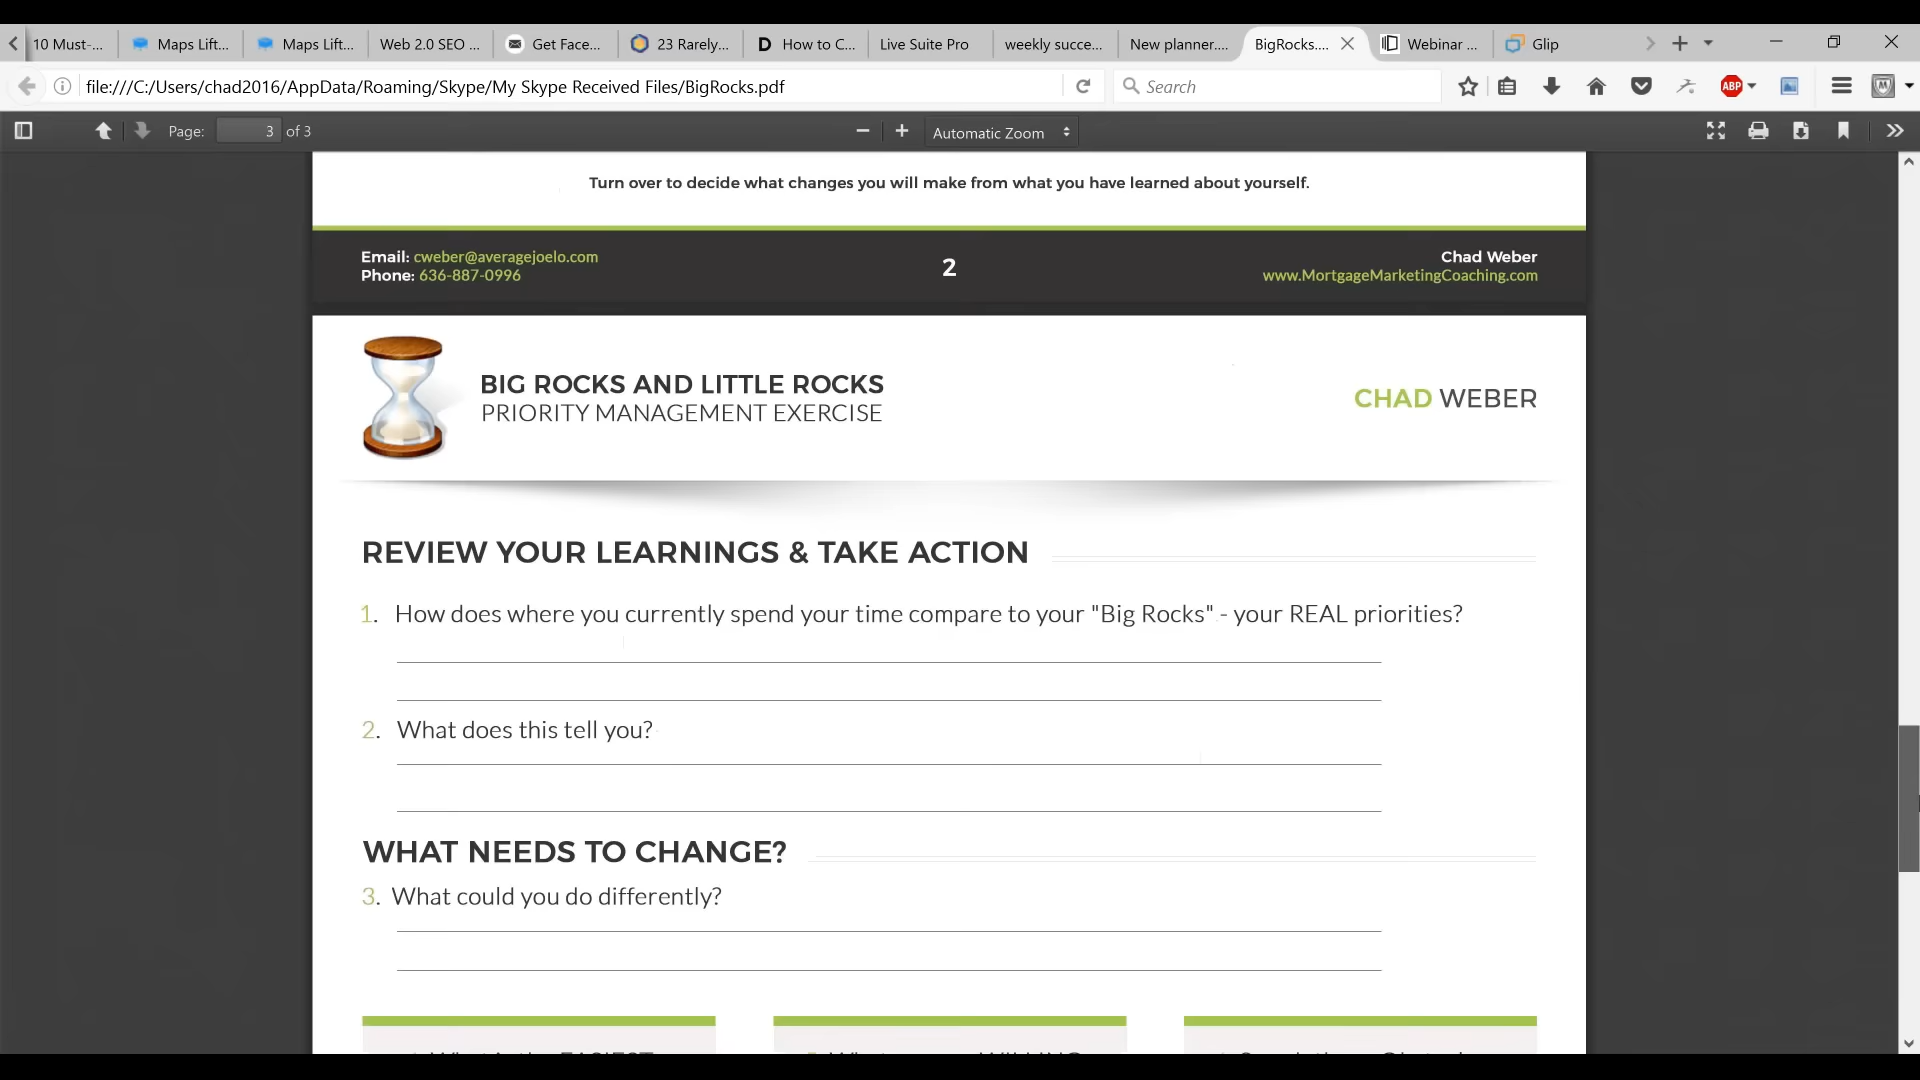 10 Must-...
Maps Lift...
Maps Lift...
Web 2.0 SEO ...
Get Face...
23 Rarely...
How to C...
Live Suite Pro
weekly succe...
New planner....
BigRocks....
Webinar ...
Glip
file:///C:/Users/chad2016/AppData/Roaming/Skype/My Skype Received Files/BigRocks.pdf
Search
ABP
Page: 3 of 3
Automatic Zoom
Turn over to decide what changes you will make from what you have learned about yourself.
Email: cweber@averagejoelo.com
Phone: 636-887-0996
2
Chad Weber
www.MortgageMarketingCoaching.com
BIG ROCKS AND LITTLE ROCKS
PRIORITY MANAGEMENT EXERCISE
CHAD WEBER
REVIEW YOUR LEARNINGS & TAKE ACTION
1. How does where you currently spend your time compare to your "Big Rocks" - your REAL priorities?
2. What does this tell you?
WHAT NEEDS TO CHANGE?
3. What could you do differently?